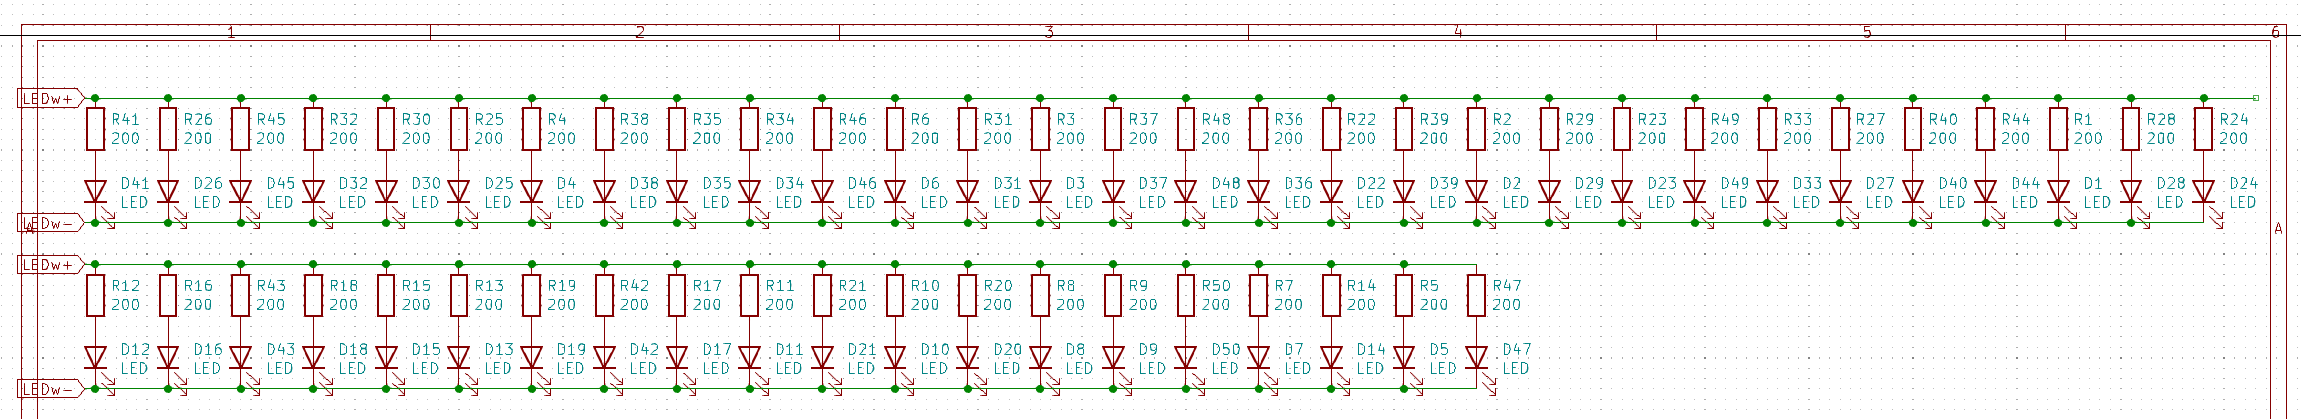 1 2 3 4 5 6
LEDw+
R41 R26 R45 R32 R30 R25 R4 R38 R35 R34 R46 R6 R31 R3 R37 R48 R36 R22 R39 R2 R29 R23 R49 R33 R27 R40 R44 R1 R28 R24
200 200 200 200 200 200 200 200 200 200 200 200 200 200 200 200 200 200 200 200 200 200 200 200 200 200 200 200 200 200
D41 D26 D45 D32 D30 D25 D4 D38 D35 D34 D46 D6 D31 D3 D37 D48 D36 D22 D39 D2 D29 D23 D49 D33 D27 D40 D44 D1 D28 D24
LED LED LED LED LED LED LED LED LED LED LED LED LED LED LED LED LED LED LED LED LED LED LED LED LED LED LED LED LED LED
LEDw-
A A
LEDw+
R12 R16 R43 R18 R15 R13 R19 R42 R17 R11 R21 R10 R20 R8 R9 R50 R7 R14 R5 R47
200 200 200 200 200 200 200 200 200 200 200 200 200 200 200 200 200 200 200 200
D12 D16 D43 D18 D15 D13 D19 D42 D17 D11 D21 D10 D20 D8 D9 D50 D7 D14 D5 D47
LED LED LED LED LED LED LED LED LED LED LED LED LED LED LED LED LED LED LED LED
LEDw-